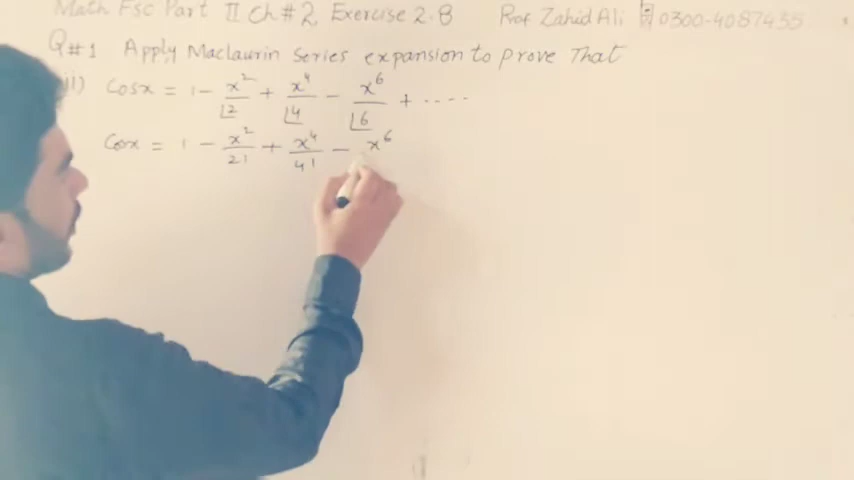 Math Fsc Part II Ch # 2, Exercise 2.8 Prof Zahid Ali 0300-4087435
Q#1 Apply Maclaurin Series expansion to prove That
ii) Cosx = 1 - x²/⌊2 + x⁴/⌊4 - x⁶/⌊6 + ....
Cosx = 1 - x²/2! + x⁴/4! - x⁶